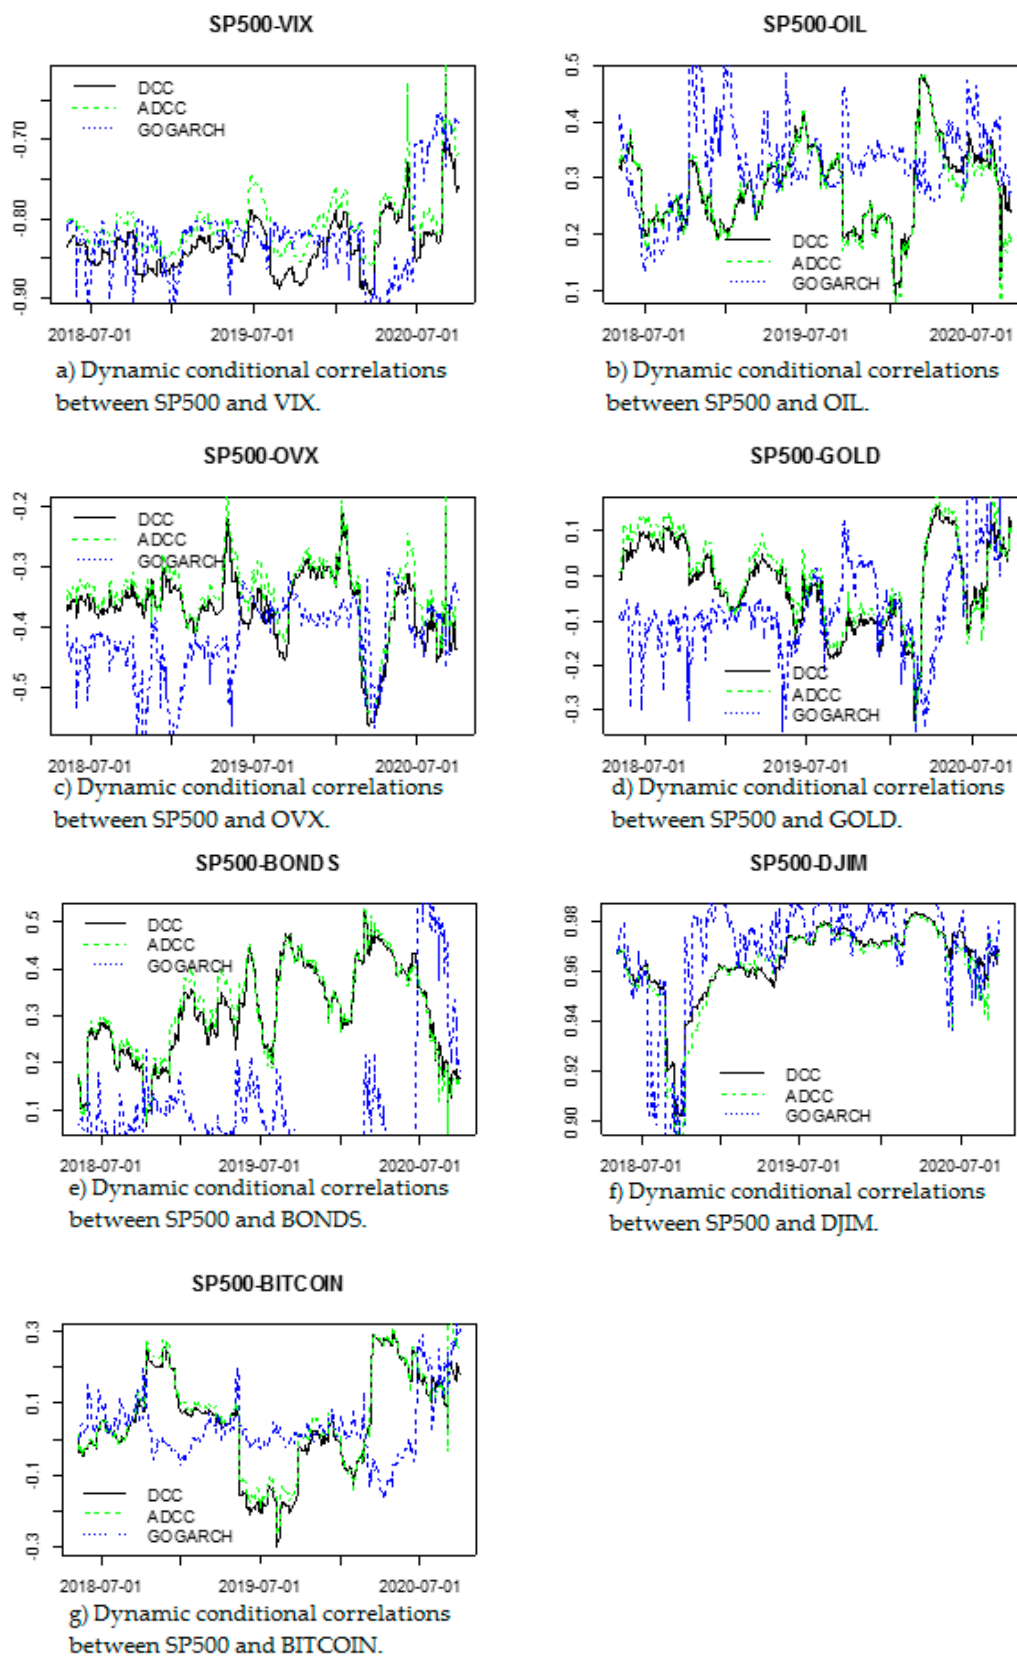 SP500-VIX
DCC
ADCC
GOGARCH
-0.70
-0.80
-0.90
2018-07-01 2019-07-01 2020-07-01
a) Dynamic conditional correlations
between SP500 and VIX.
SP500-OIL
0.5
0.4
0.3
0.2
0.1
DCC
ADCC
GOGARCH
2018-07-01 2019-07-01 2020-07-01
b) Dynamic conditional correlations
between SP500 and OIL.
SP500-OVX
-0.2
-0.3
-0.4
-0.5
DCC
ADCC
GOGARCH
2018-07-01 2019-07-01 2020-07-01
c) Dynamic conditional correlations
between SP500 and OVX.
SP500-GOLD
0.1
0.0
-0.1
-0.2
-0.3
DCC
ADCC
GOGARCH
2018-07-01 2019-07-01 2020-07-01
d) Dynamic conditional correlations
between SP500 and GOLD.
SP500-BONDS
0.5
0.4
0.3
0.2
0.1
DCC
ADCC
GOGARCH
2018-07-01 2019-07-01 2020-07-01
e) Dynamic conditional correlations
between SP500 and BONDS.
SP500-DJIM
0.98
0.96
0.94
0.92
0.90
DCC
ADCC
GOGARCH
2018-07-01 2019-07-01 2020-07-01
f) Dynamic conditional correlations
between SP500 and DJIM.
SP500-BITCOIN
0.3
0.1
-0.1
-0.3
DCC
ADCC
GOGARCH
2018-07-01 2019-07-01 2020-07-01
g) Dynamic conditional correlations
between SP500 and BITCOIN.